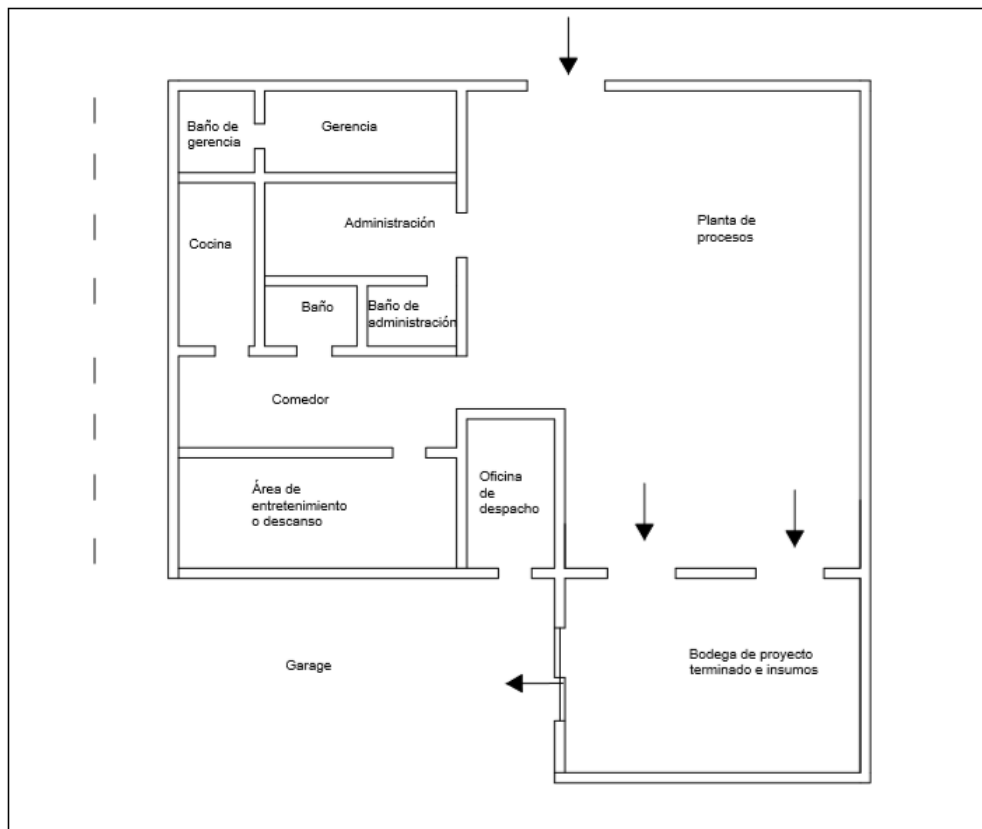 Baño de
gerencia
Gerencia
Administración
Planta de
procesos
Cocina
Baño
Baño de
administración
Comedor
Área de
entretenimiento
o descanso
Oficina
de
despacho
Garage
Bodega de proyecto
terminado e insumos